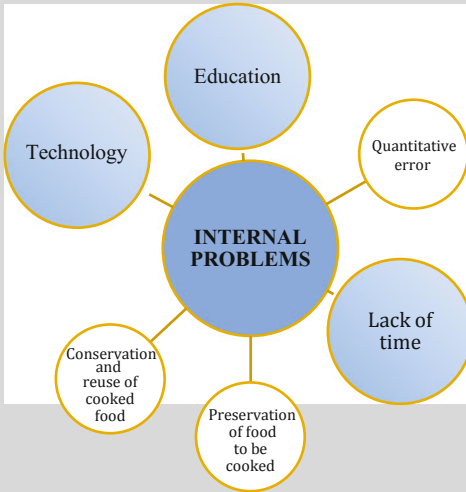 Education
Technology
Quantitative
error
INTERNAL
PROBLEMS
Lack of
time
Conservation
and
reuse of
cooked
food
Preservation
of food
to be
cooked